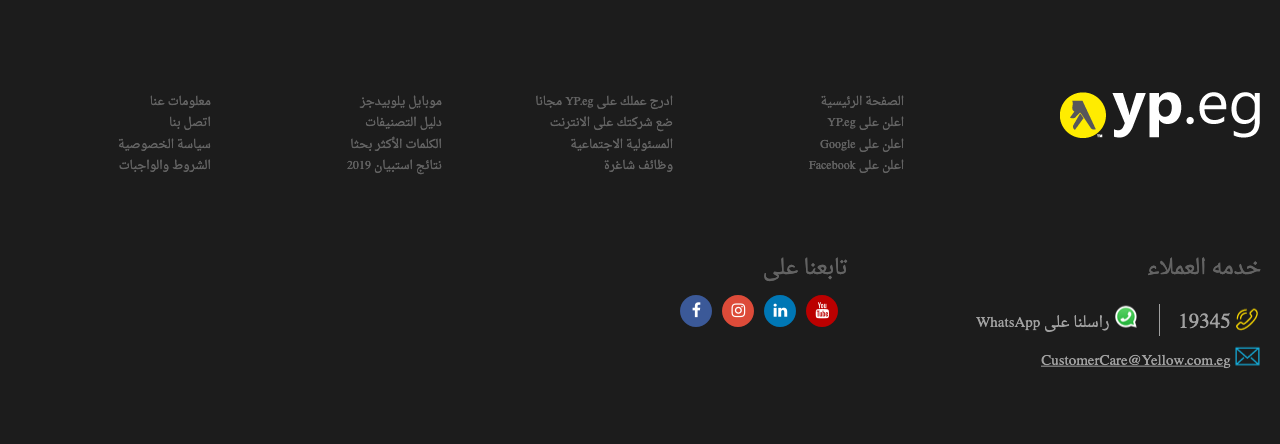 yp.eg
الصفحة الرئيسية
اعلن على YP.eg
اعلن على Google
اعلن على Facebook
ادرج عملك على YP.eg مجانا
ضع شركتك على الانترنت
المسئولية الاجتماعية
وظائف شاغرة
موبايل يلوبيدجز
دليل التصنيفات
الكلمات الأكثر بحثا
نتائج استبيان 2019
معلومات عنا
اتصل بنا
سياسة الخصوصية
الشروط والواجبات
خدمه العملاء
19345
راسلنا على WhatsApp
CustomerCare@Yellow.com.eg
تابعنا على
You
Tube
in
f